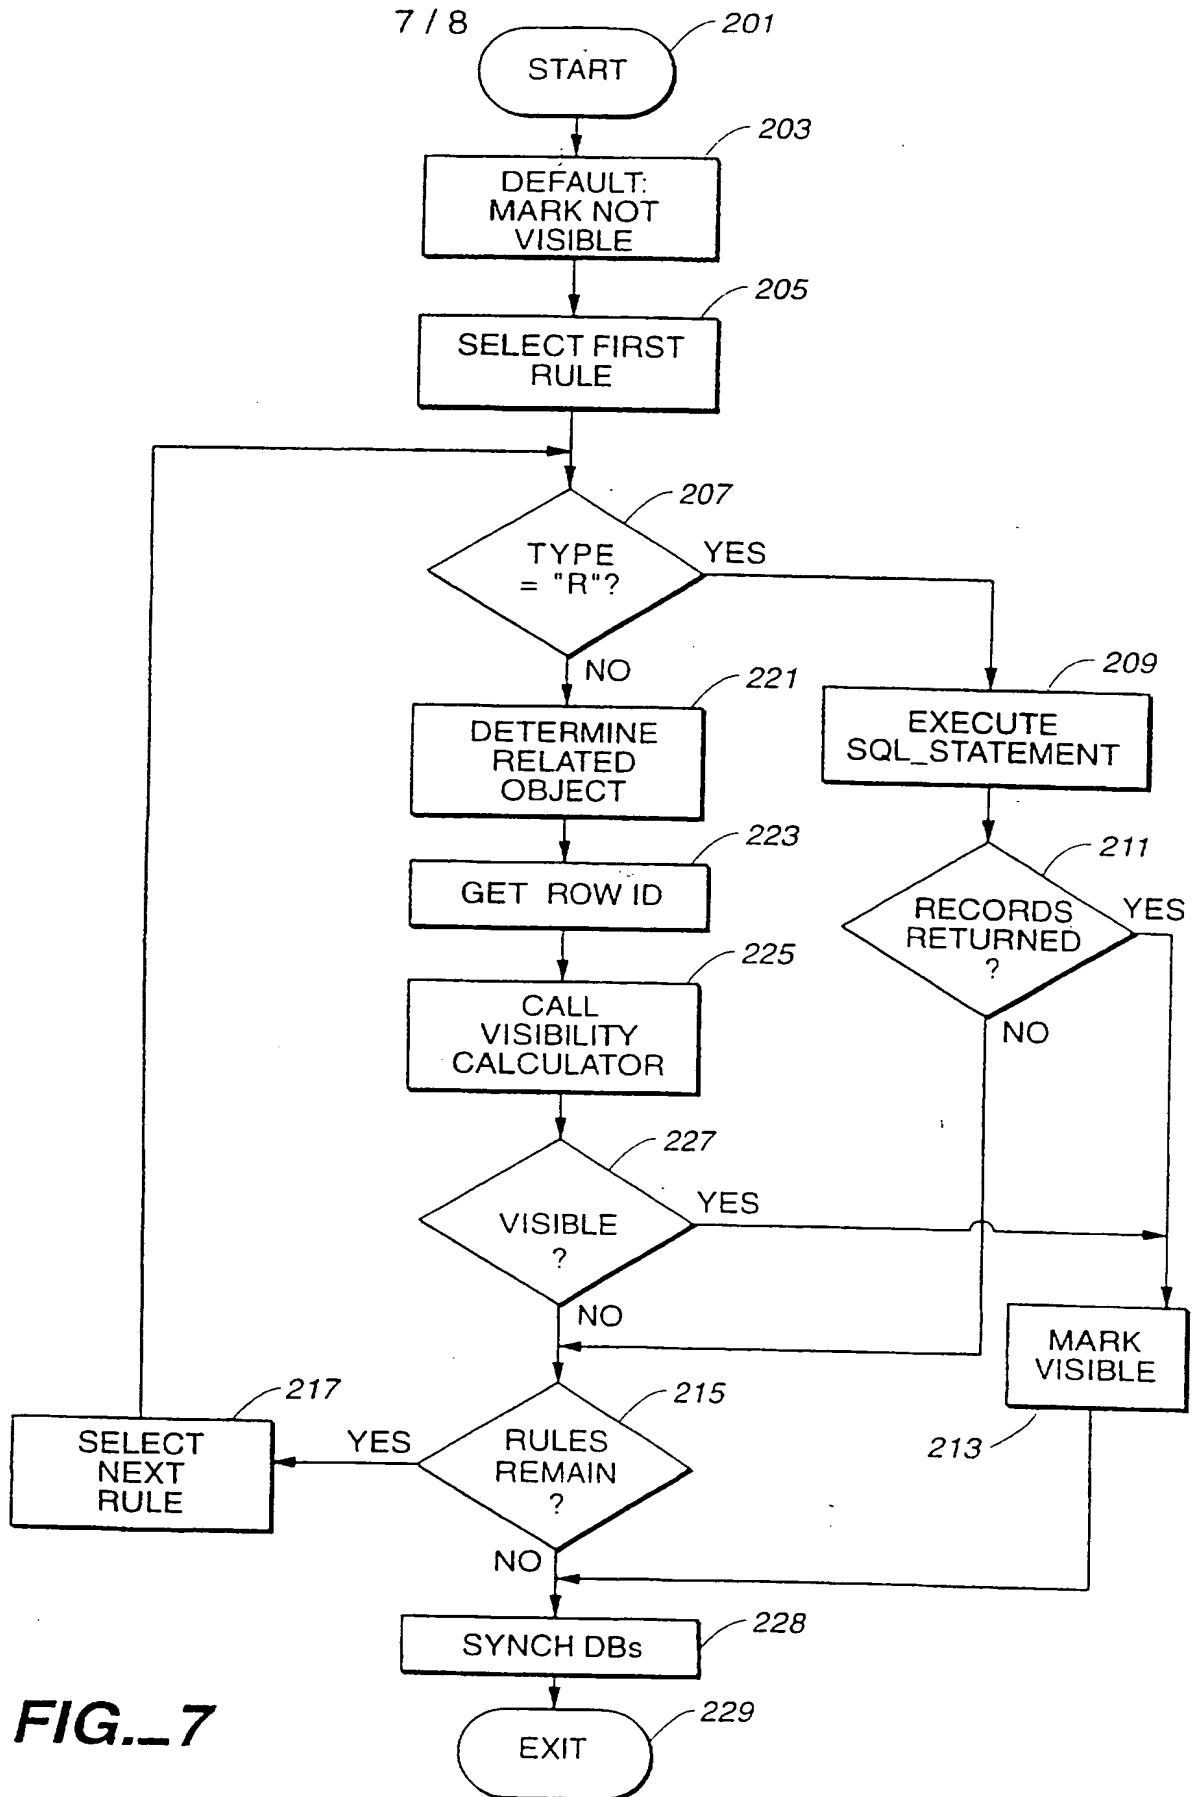 7 / 8
201
START
203
DEFAULT:
MARK NOT
VISIBLE
205
SELECT FIRST
RULE
207
TYPE
= "R"?
YES
NO
209
EXECUTE
SQL_STATEMENT
221
DETERMINE
RELATED
OBJECT
211
RECORDS
RETURNED
?
YES
NO
223
GET ROW ID
225
CALL
VISIBILITY
CALCULATOR
227
VISIBLE
?
YES
NO
MARK
VISIBLE
213
215
RULES
REMAIN
?
YES
NO
217
SELECT
NEXT
RULE
228
SYNCH DBs
229
EXIT
FIG._7